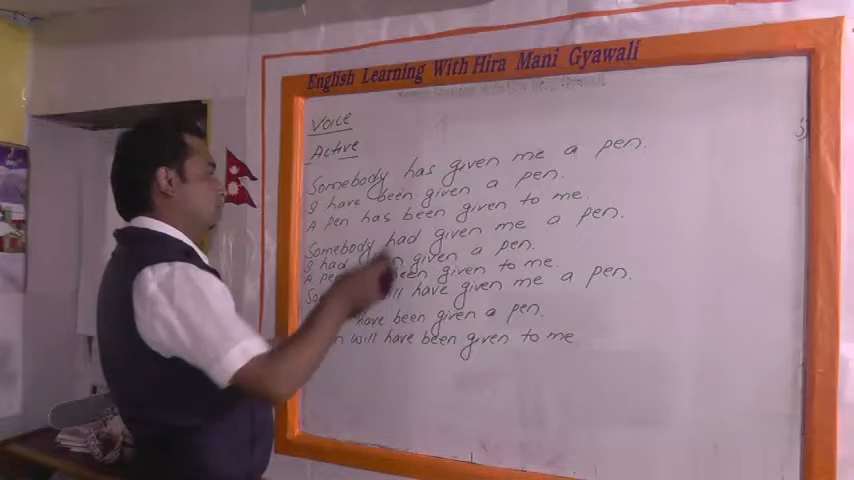 English Learning With Hira Mani Gyawali
Voice
Active
Somebody has given me a pen.
I have been given a pen.
A pen has been given to me.
Somebody had given me a pen.
I had given a pen.
A been given to me.
have given me a pen.
have been given a pen.
will have been given to me